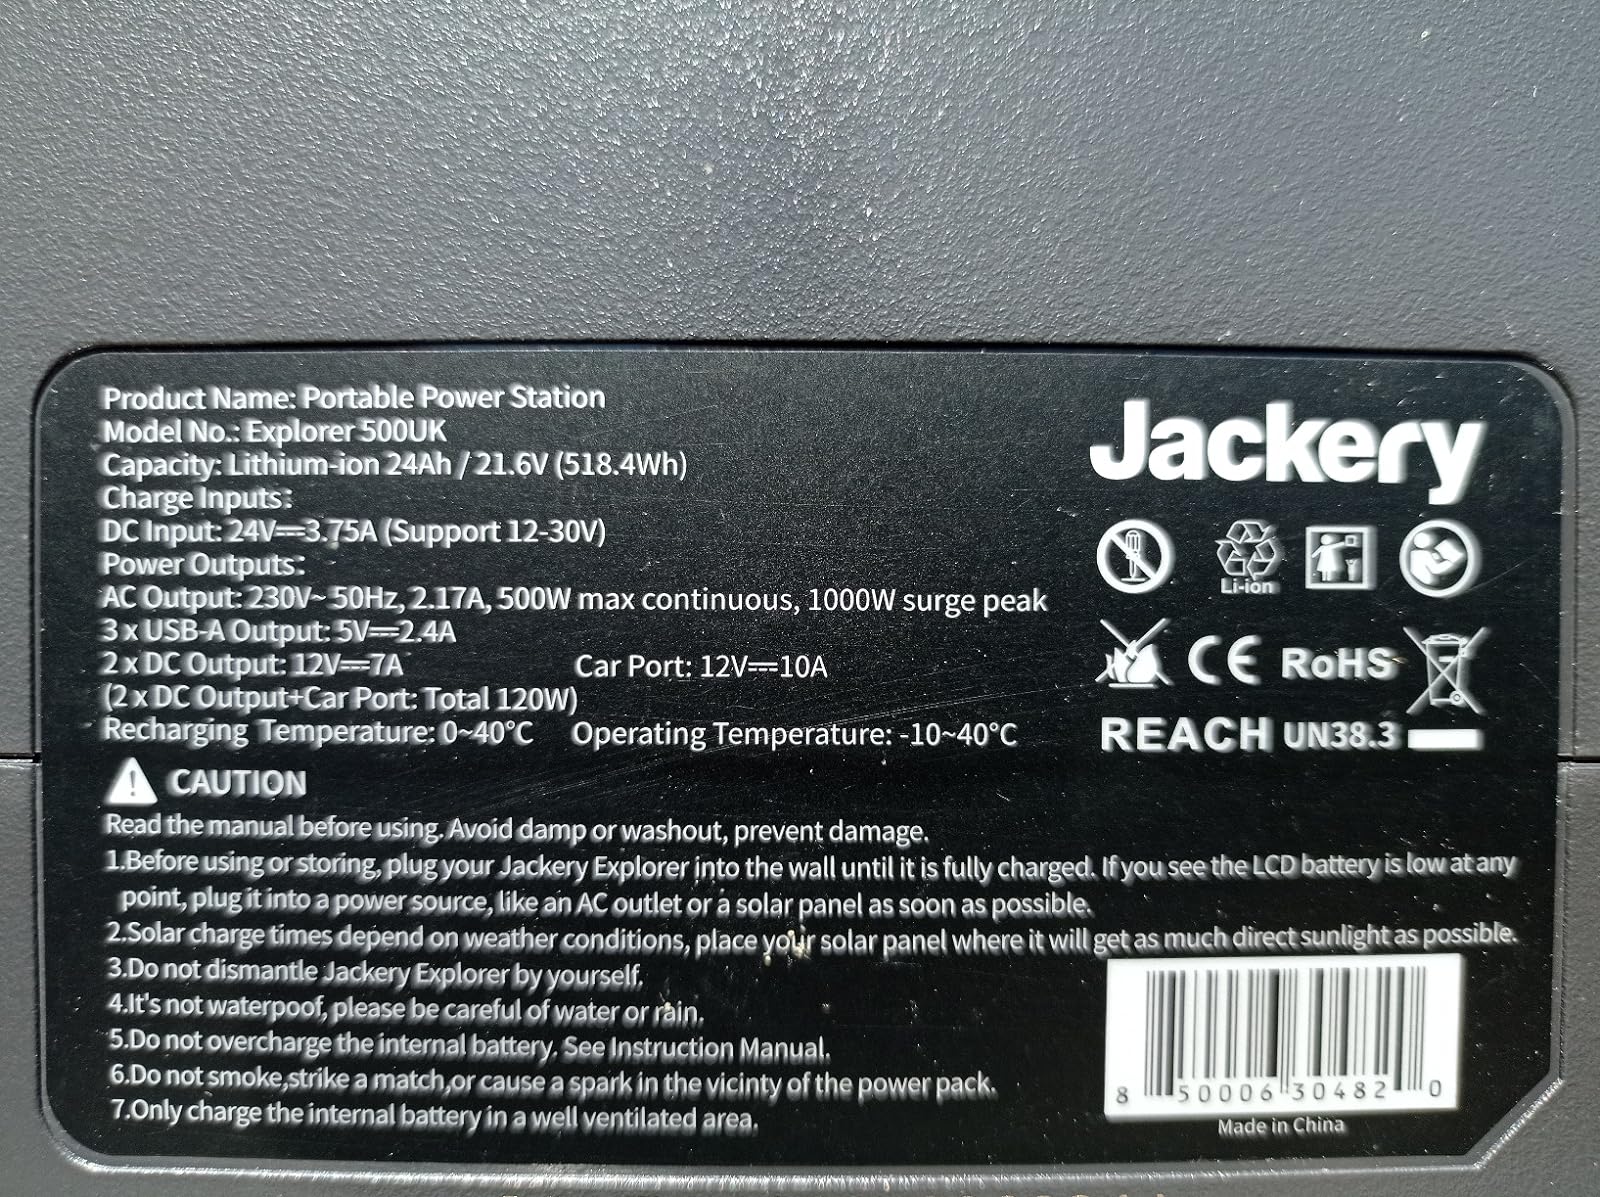 Product Name: Portable Power Station
Model No.: Explorer 500UK
Capacity: Lithium-ion 24Ah / 21.6V (518.4Wh)
Charge Inputs:
DC Input: 24V⎓3.75A (Support 12-30V)
Power Outputs:
AC Output: 230V~ 50Hz, 2.17A, 500W max continuous, 1000W surge peak
3 x USB-A Output: 5V⎓2.4A
2 x DC Output: 12V⎓7A Car Port: 12V⎓10A
(2 x DC Output+Car Port: Total 120W)
Recharging Temperature: 0~40°C Operating Temperature: -10~40°C
Jackery
Li-ion
CE RoHS
REACH UN38.3
CAUTION
Read the manual before using. Avoid damp or washout, prevent damage.
1.Before using or storing, plug your Jackery Explorer into the wall until it is fully charged. If you see the LCD battery is low at any
point, plug it into a power source, like an AC outlet or a solar panel as soon as possible.
2.Solar charge times depend on weather conditions, place your solar panel where it will get as much direct sunlight as possible.
3.Do not dismantle Jackery Explorer by yourself.
4.It's not waterpoof, please be careful of water or rain.
5.Do not overcharge the internal battery. See Instruction Manual.
6.Do not smoke,strike a match,or cause a spark in the vicinty of the power pack.
7.Only charge the internal battery in a well ventilated area.
8 50006 30482 0
Made in China